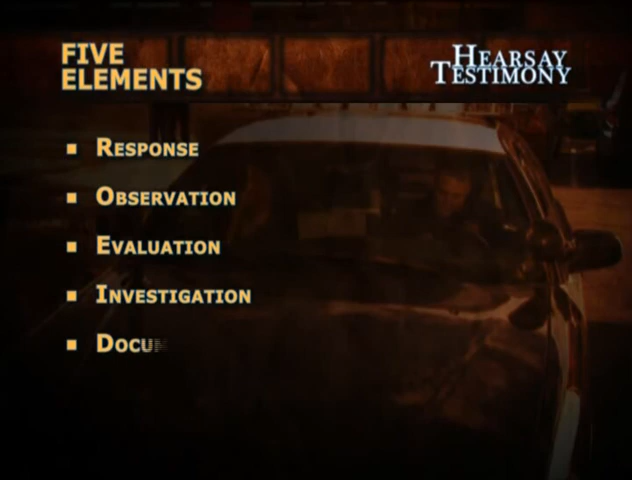 FIVE
ELEMENTS
HEARSAY
TESTIMONY
RESPONSE
OBSERVATION
EVALUATION
INVESTIGATION
DOCU